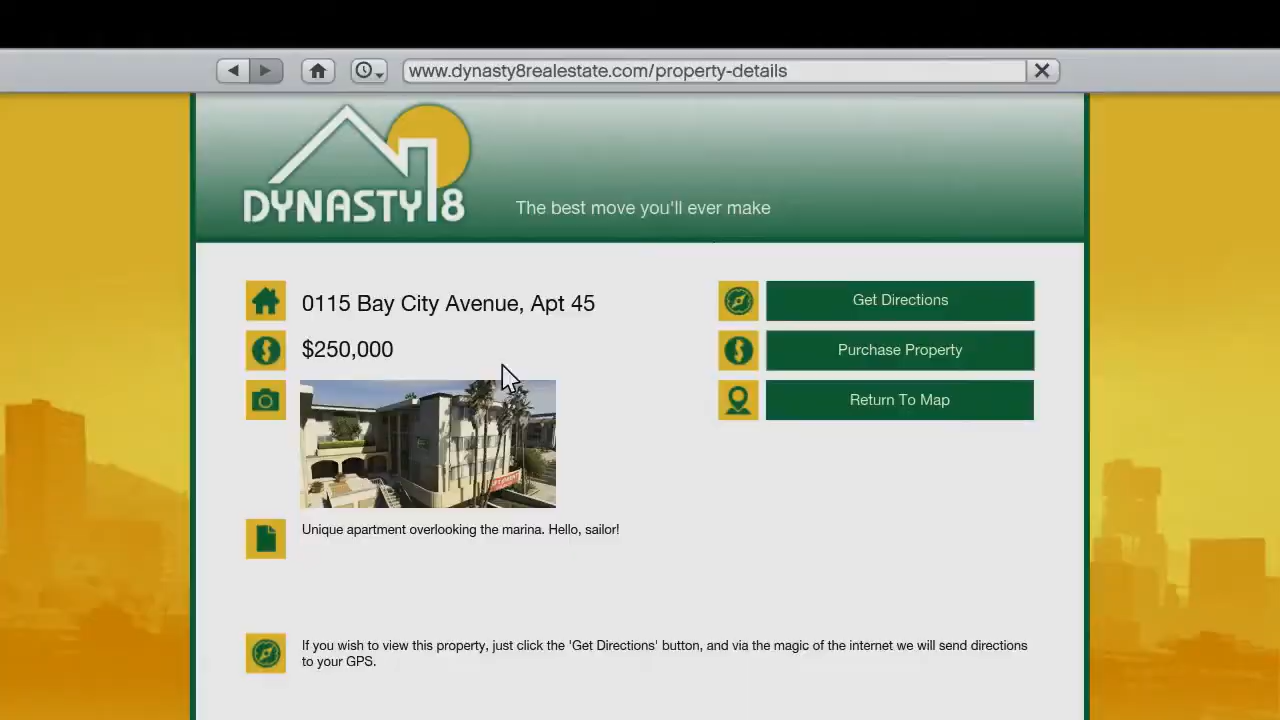 www.dynasty8realestate.com/property-details
DYNASTY 8
The best move you'll ever make
0115 Bay City Avenue, Apt 45
$250,000
Get Directions
Purchase Property
Return To Map
Unique apartment overlooking the marina. Hello, sailor!
If you wish to view this property, just click the 'Get Directions' button, and via the magic of the internet we will send directions
to your GPS.